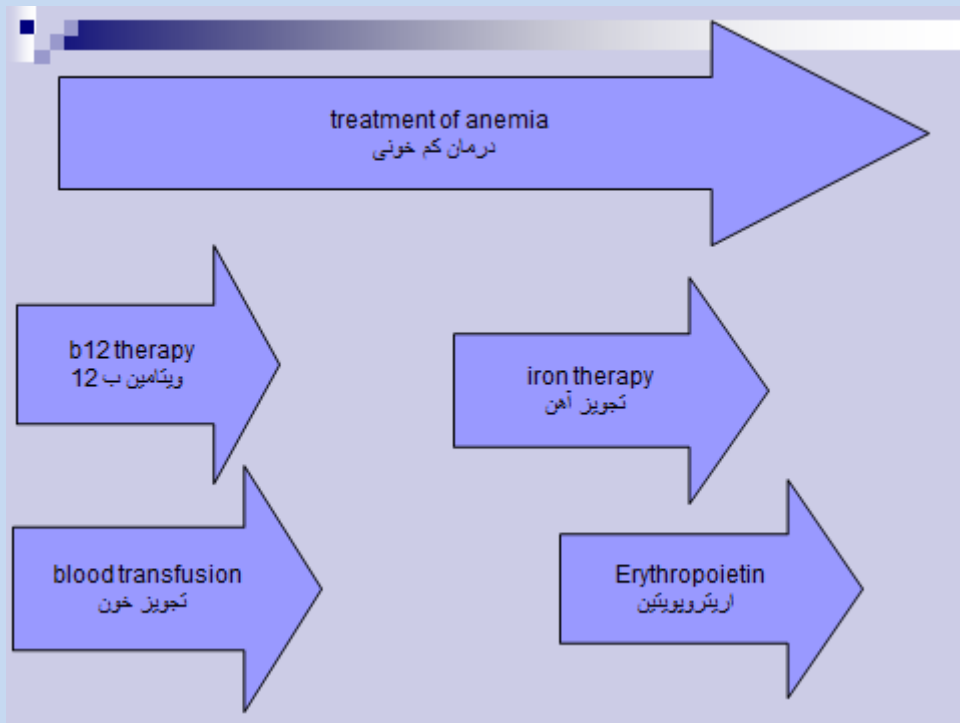 treatment of anemia
درمان کم خونی
b12 therapy
ویتامین ب 12
iron therapy
تجویز آهن
blood transfusion
تجویز خون
Erythropoietin
اریتروپویتین